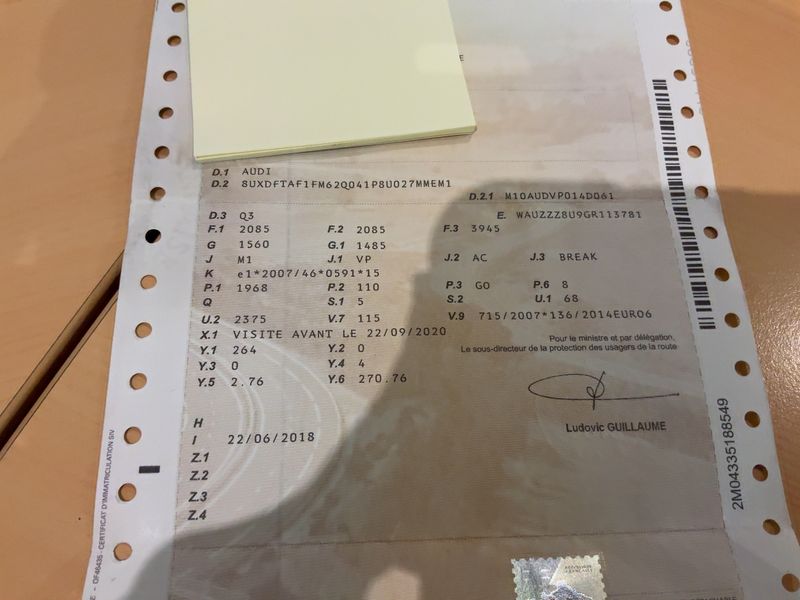 E
D.1 AUDI
D.2 8UXDFTAF1FM62Q041P8U027MMEM1
D.2.1 M10AUDVP014D061
D.3 Q3 E. WAUZZZ8U9GR113781
F.1 2085 F.2 2085 F.3 3945
G 1560 G.1 1485
J M1 J.1 VP J.2 AC J.3 BREAK
K e1*2007/46*0591*15
P.1 1968 P.2 110 P.3 GO P.6 8
Q S.1 5 S.2 U.1 68
U.2 2375 V.7 115 V.9 715/2007*136/2014EURO6
X.1 VISITE AVANT LE 22/09/2020
Y.1 264 Y.2 0
Y.3 0 Y.4 4
Y.5 2.76 Y.6 270.76
Pour le ministre et par délégation,
Le sous-directeur de la protection des usagers de la route
Ludovic GUILLAUME
H
I 22/06/2018
Z.1
Z.2
Z.3
Z.4
2M04335188549
CERTIFICAT D'IMMATRICULATION SIV